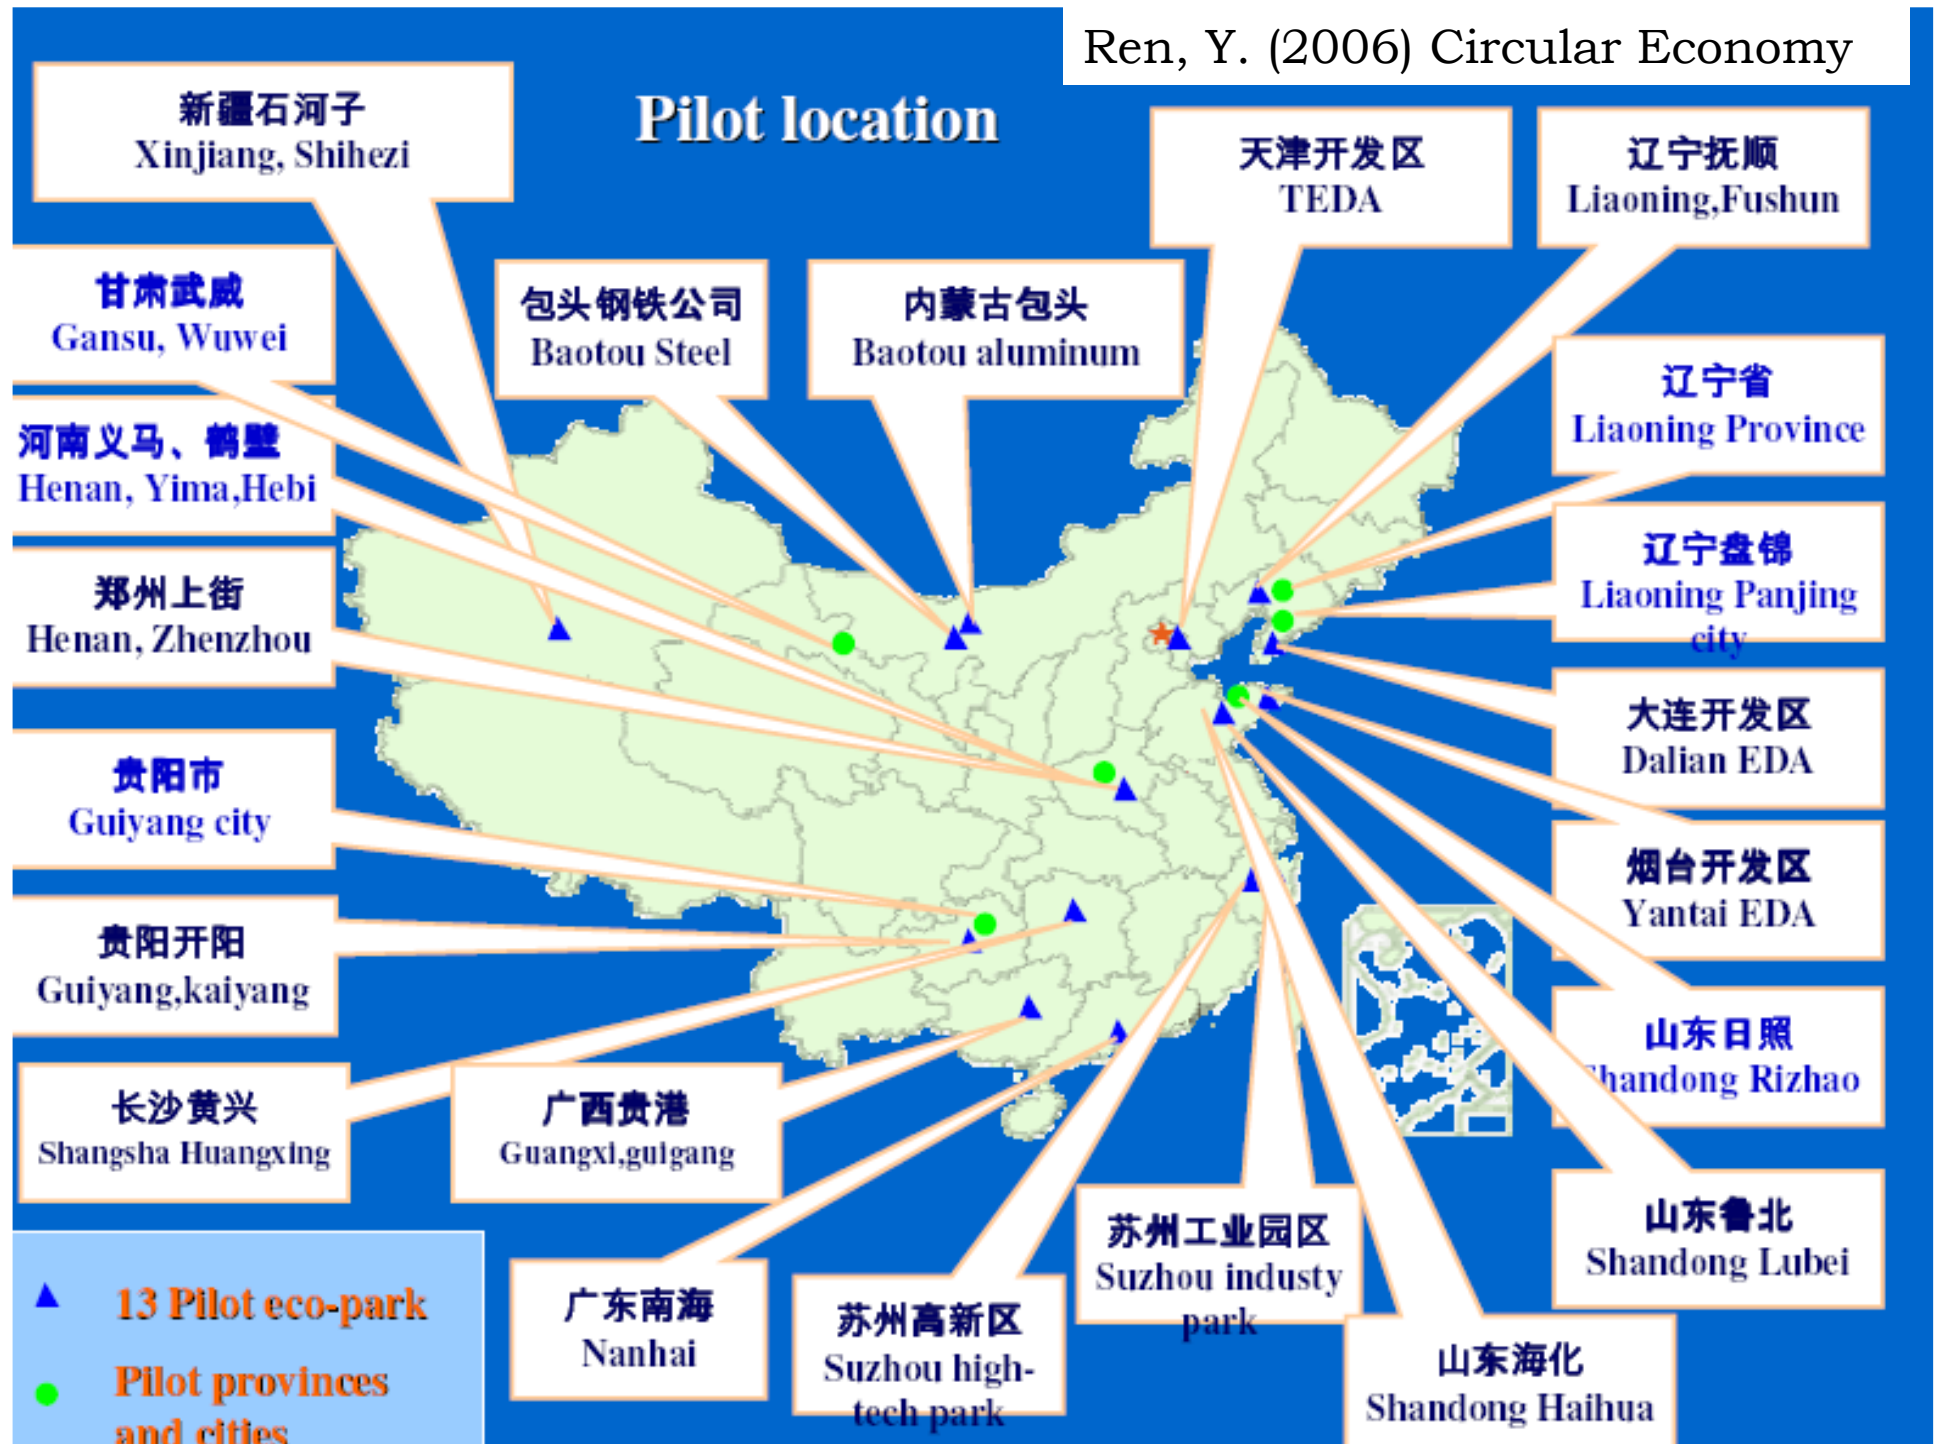 Ren, Y. (2006) Circular Economy
Pilot location
新疆石河子
Xinjiang, Shihezi
天津开发区
TEDA
辽宁抚顺
Liaoning,Fushun
甘肃武威
Gansu, Wuwei
包头钢铁公司
Baotou Steel
内蒙古包头
Baotou aluminum
辽宁省
Liaoning Province
河南义马、鹤壁
Henan, Yima,Hebi
辽宁盘锦
Liaoning Panjing
city
郑州上街
Henan, Zhenzhou
大连开发区
Dalian EDA
贵阳市
Guiyang city
烟台开发区
Yantai EDA
贵阳开阳
Guiyang,kaiyang
山东日照
Shandong Rizhao
长沙黄兴
Shangsha Huangxing
广西贵港
Guangxi,guigang
山东鲁北
Shandong Lubei
苏州工业园区
Suzhou industy
park
广东南海
Nanhai
苏州高新区
Suzhou high-
tech park
山东海化
Shandong Haihua
13 Pilot eco-park
Pilot provinces
and cities